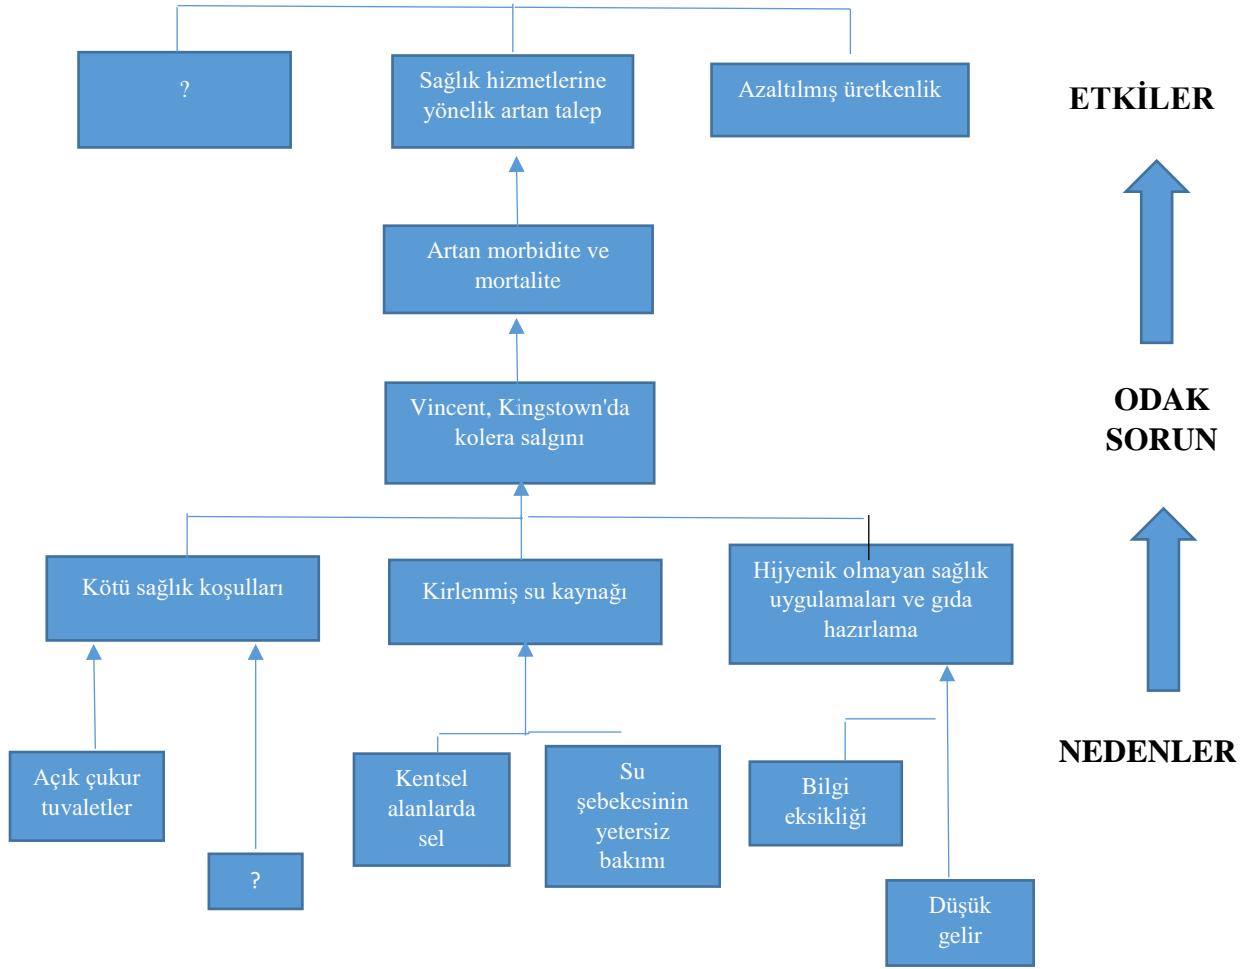 ?
Sağlık hizmetlerine
yönelik artan talep
Azaltılmış üretkenlik
ETKİLER
Artan morbidite ve
mortalite
Vincent, Kingstown'da
kolera salgını
ODAK
SORUN
Kötü sağlık koşulları
Kirlenmiş su kaynağı
Hijyenik olmayan sağlık
uygulamaları ve gıda
hazırlama
NEDENLER
Açık çukur
tuvaletler
?
Kentsel
alanlarda
sel
Su
şebekesinin
yetersiz
bakımı
Bilgi
eksikliği
Düşük
gelir